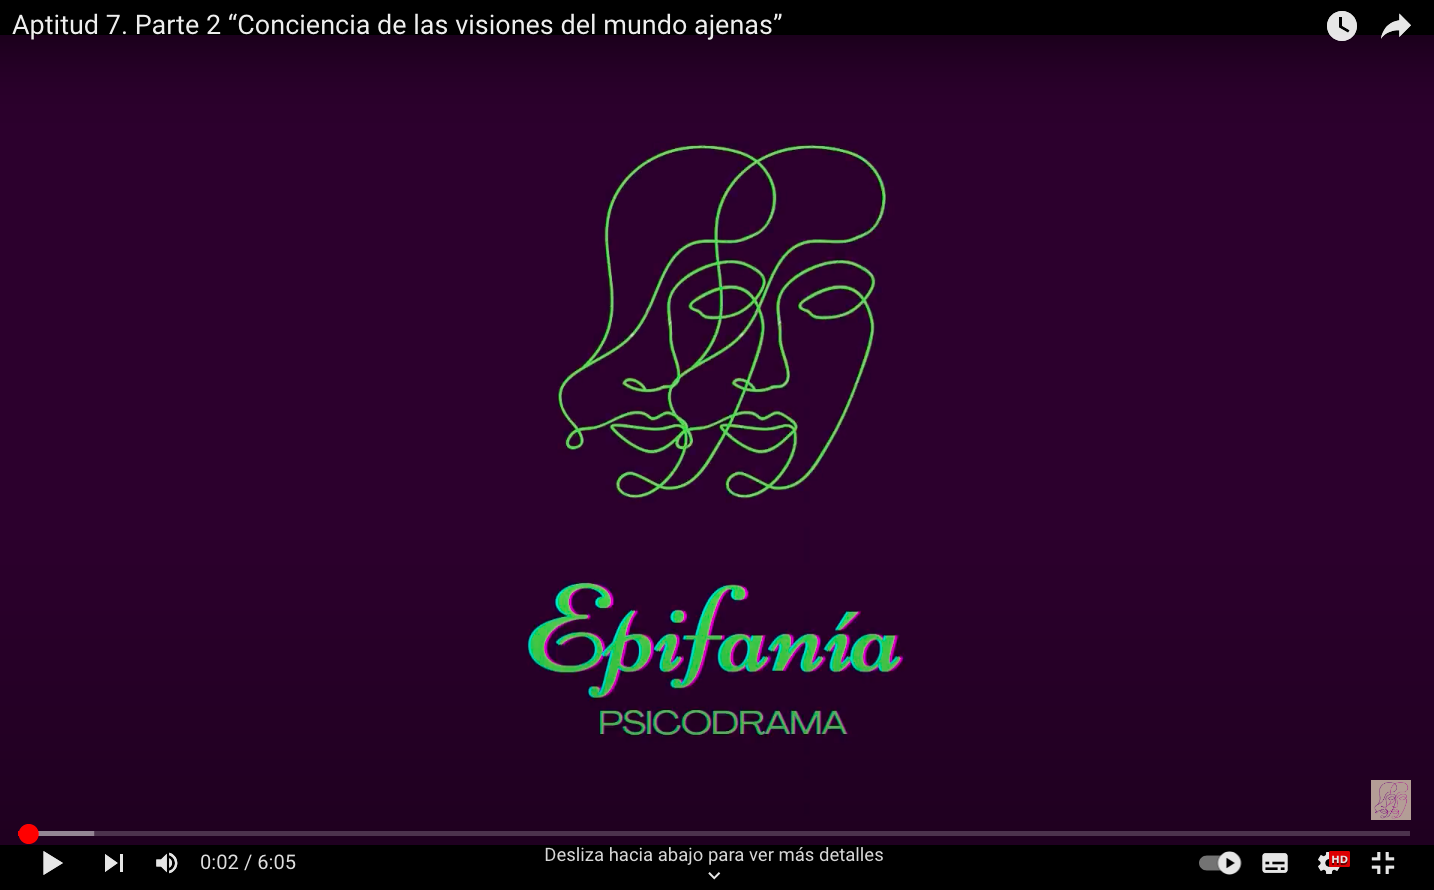 Aptitud 7. Parte 2 “Conciencia de las visiones del mundo ajenas”
Epifanía
PSICODRAMA
0:02 / 6:05
Desliza hacia abajo para ver más detalles
HD